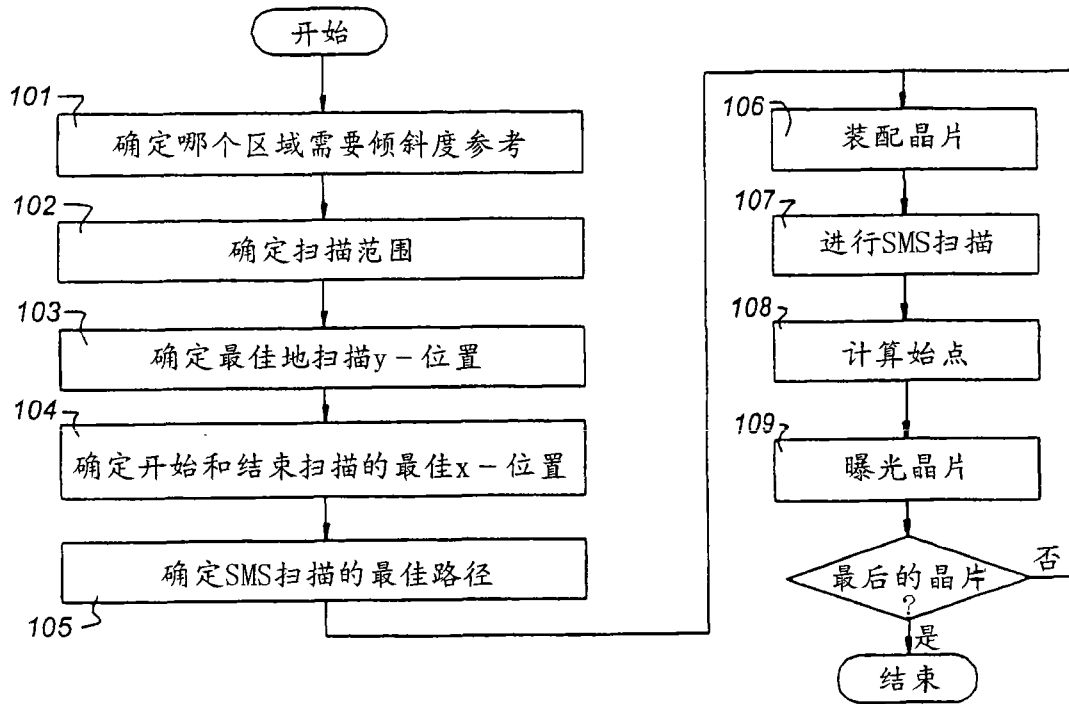 开始
101
确定哪个区域需要倾斜度参考
102
确定扫描范围
103
确定最佳地扫描y-位置
104
确定开始和结束扫描的最佳x-位置
确定SMS扫描的最佳路径
105
106
装配晶片
107
进行SMS扫描
108
计算始点
109
曝光晶片
最后的晶片
?
否
是
结束